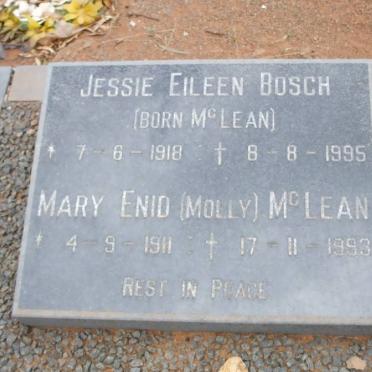 JESSIE EILEEN BOSCH
(BORN McLEAN)
* 7-6-1918 † 8-8-1995
MARY ENID (MOLLY) McLEAN
* 4-9-1911 † 17-11-1993
REST IN PEACE